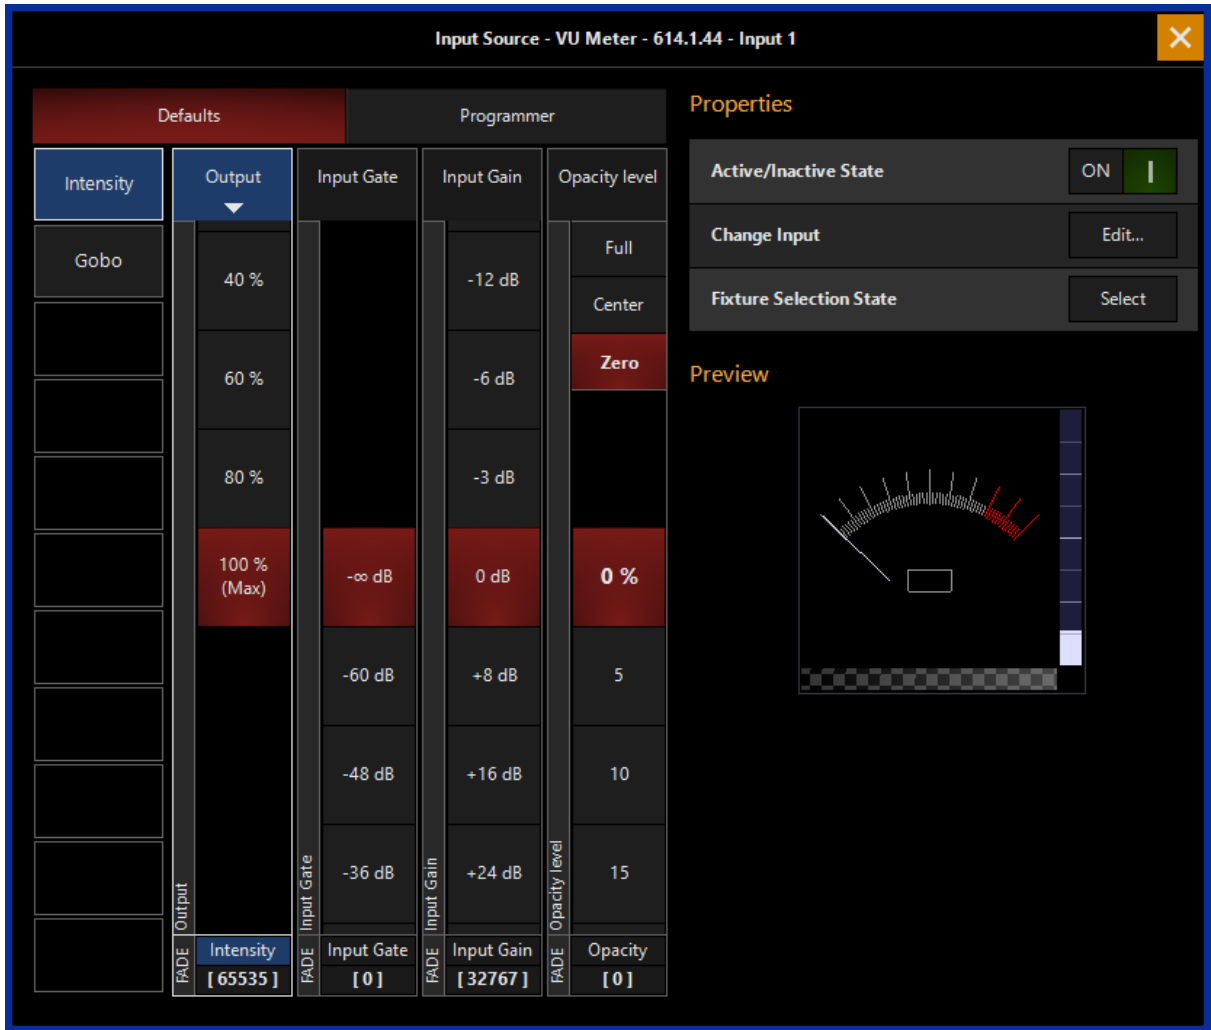 Input Source - VU Meter - 614.1.44 - Input 1
Defaults
Programmer
Intensity
Gobo
Output
Input Gate
Input Gain
Opacity level
Output
40 %
60 %
80 %
100 %
(Max)
Input Gate
-∞ dB
-60 dB
-48 dB
-36 dB
Input Gain
-12 dB
-6 dB
-3 dB
0 dB
+8 dB
+16 dB
+24 dB
Opacity level
Full
Center
Zero
0 %
5
10
15
FADE
Intensity
[ 65535 ]
FADE
Input Gate
[ 0 ]
FADE
Input Gain
[ 32767 ]
FADE
Opacity
[ 0 ]
Properties
Active/Inactive State
ON
Change Input
Edit...
Fixture Selection State
Select
Preview